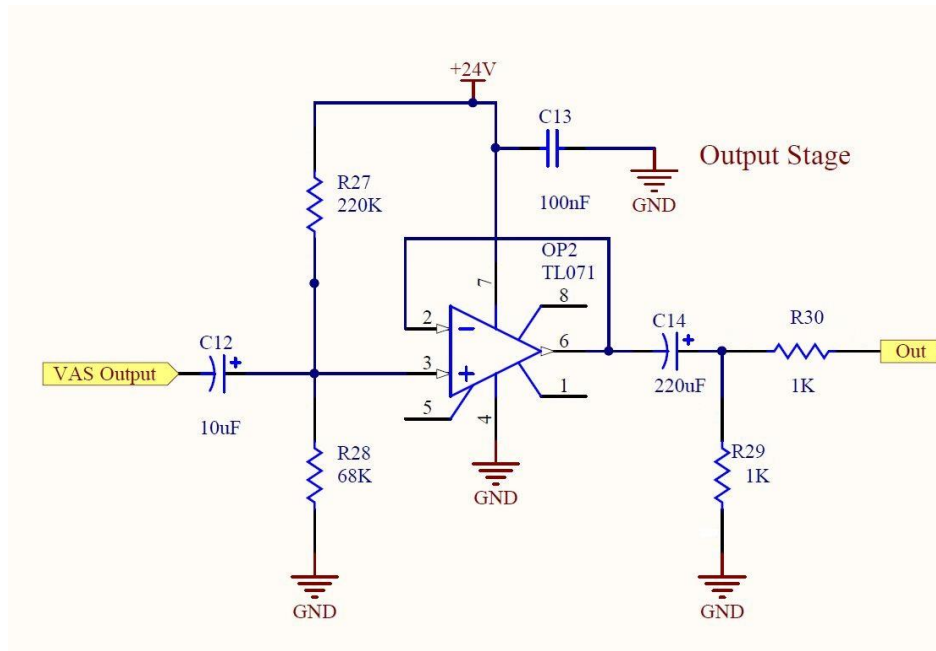 +24V
C13
Output Stage
R27
220K
100nF
GND
OP2
TL071
7
8
2
C12
C14
R30
6
VAS Output
3
Out
220uF
1K
1
5
4
10uF
R28
68K
R29
1K
GND
GND
GND